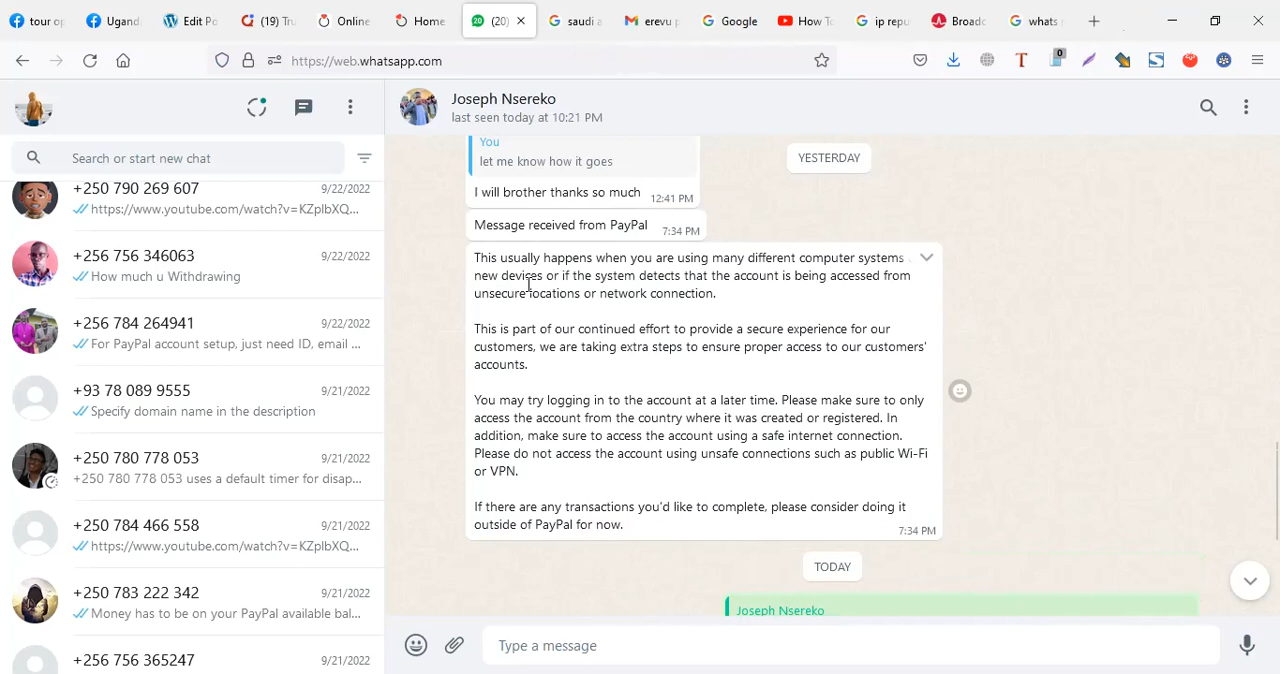 tour op
Uganda
Edit Po
(19) Tru
Online
Home
20
(20)
saudi a
erevu p
Google
How To
ip repu
Broadc
whats
https://web.whatsapp.com
T
0
S
Joseph Nsereko
last seen today at 10:21 PM
Search or start new chat
+250 790 269 607
9/22/2022
https://www.youtube.com/watch?v=KZpIbXQ...
+256 756 346063
9/22/2022
How much u Withdrawing
+256 784 264941
9/22/2022
For PayPal account setup, just need ID, email ...
+93 78 089 9555
9/21/2022
Specify domain name in the description
+250 780 778 053
9/21/2022
+250 780 778 053 uses a default timer for disap...
+250 784 466 558
9/21/2022
https://www.youtube.com/watch?v=KZpIbXQ...
+250 783 222 342
9/21/2022
Money has to be on your PayPal available bal...
+256 756 365247
9/21/2022
YESTERDAY
You
let me know how it goes
I will brother thanks so much
12:41 PM
Message received from PayPal
7:34 PM
This usually happens when you are using many different computer systems
new devices or if the system detects that the account is being accessed from
unsecure locations or network connection.
This is part of our continued effort to provide a secure experience for our
customers, we are taking extra steps to ensure proper access to our customers'
accounts.
You may try logging in to the account at a later time. Please make sure to only
access the account from the country where it was created or registered. In
addition, make sure to access the account using a safe internet connection.
Please do not access the account using unsafe connections such as public Wi-Fi
or VPN.
If there are any transactions you'd like to complete, please consider doing it
outside of PayPal for now.
7:34 PM
TODAY
Joseph Nsereko
Type a message